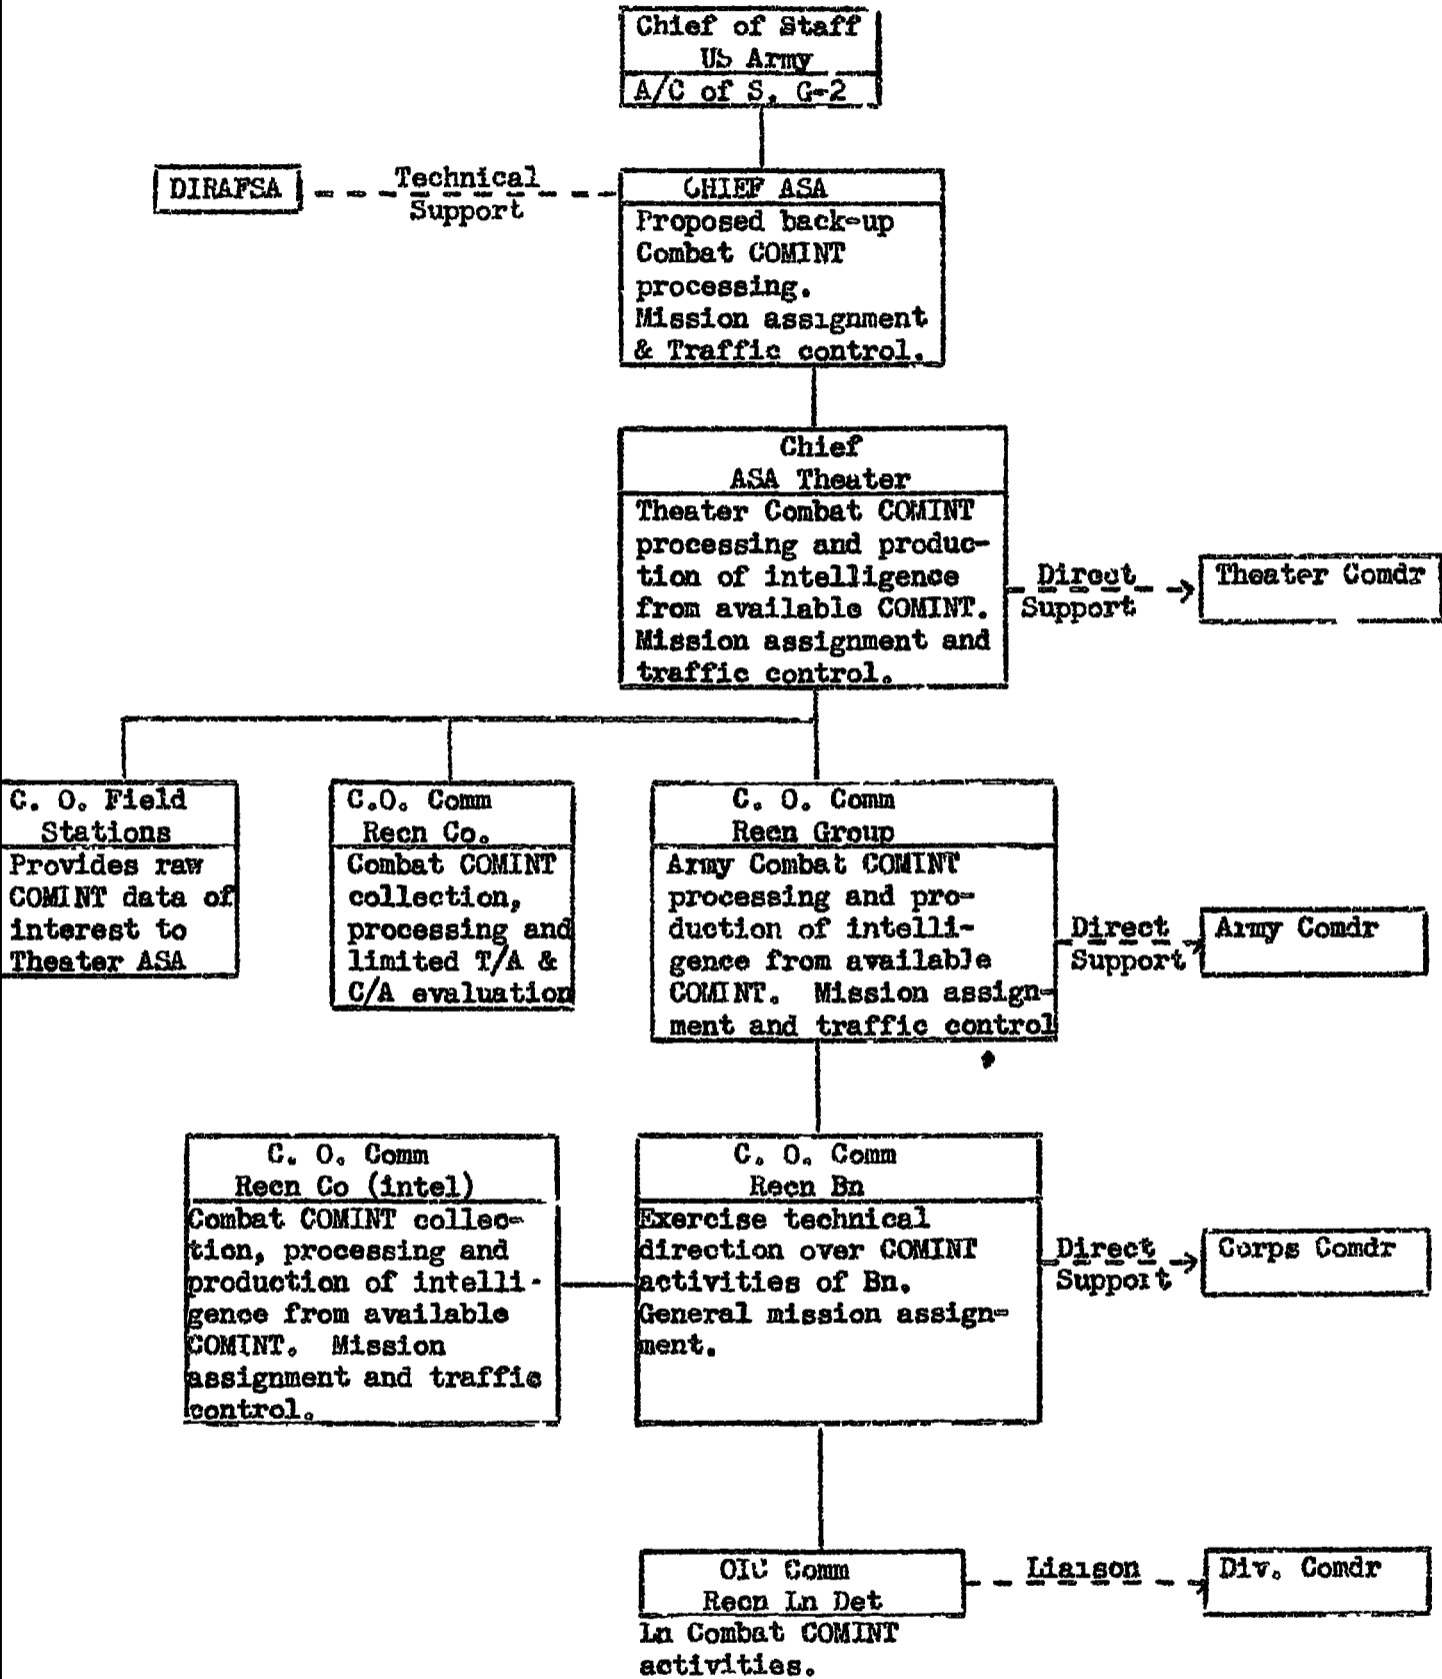 Chief of Staff
US Army
A/C of S, G-2
DIRAFSA
Technical
Support
CHIEF ASA
Proposed back-up
Combat COMINT
processing.
Mission assignment
& Traffic control.
Chief
ASA Theater
Theater Combat COMINT
processing and produc-
tion of intelligence
from available COMINT.
Mission assignment and
traffic control.
Direct
Support
Theater Comdr
C. O. Field
Stations
Provides raw
COMINT data of
interest to
Theater ASA
C.O. Comm
Recn Co.
Combat COMINT
collection,
processing and
limited T/A &
C/A evaluation
C. O. Comm
Recn Group
Army Combat COMINT
processing and pro-
duction of intelli-
gence from available
COMINT. Mission assign-
ment and traffic control
Direct
Support
Army Comdr
C. O. Comm
Recn Co (intel)
Combat COMINT collec-
tion, processing and
production of intelli-
gence from available
COMINT. Mission
assignment and traffic
control.
C. O. Comm
Recn Bn
Exercise technical
direction over COMINT
activities of Bn.
General mission assign-
ment.
Direct
Support
Corps Comdr
OIC Comm
Recn Ln Det
Ln Combat COMINT
activities.
Liaison
Div. Comdr